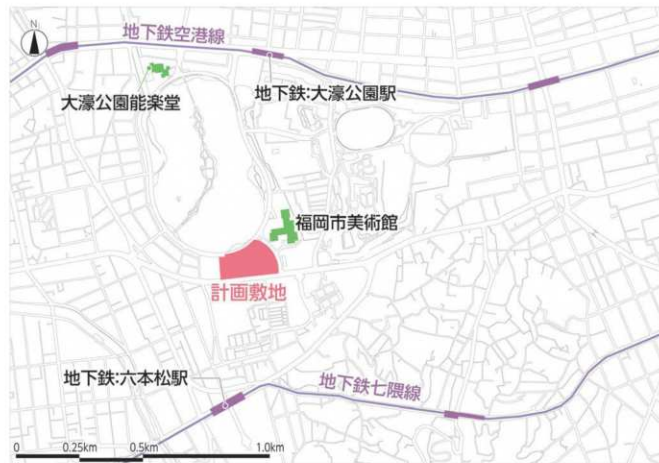 N
地下鉄空港線
大濠公園能楽堂
地下鉄:大濠公園駅
福岡市美術館
計画敷地
地下鉄:六本松駅
地下鉄七隈線
0 0.25km 0.5km 1.0km